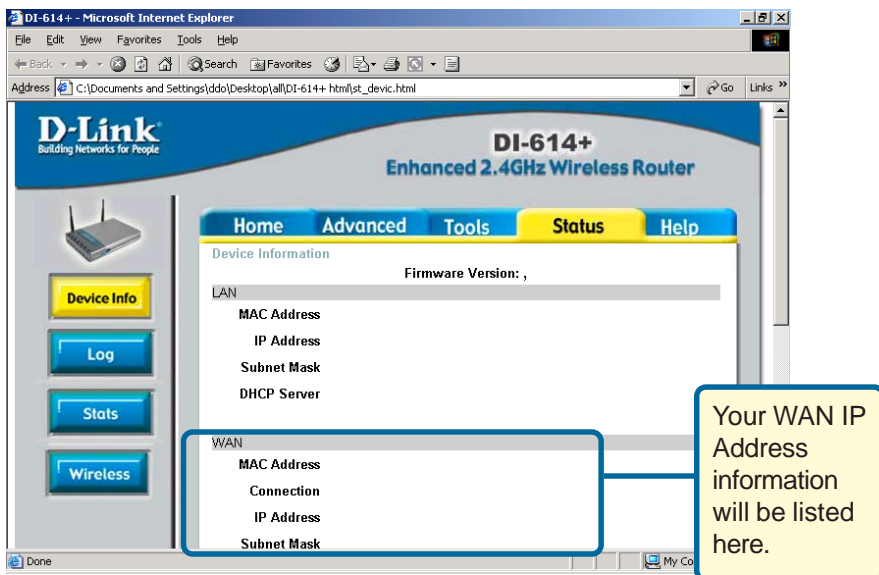 DI-614+ - Microsoft Internet Explorer
File Edit View Favorites Tools Help
Back Search Favorites
Address C:\Documents and Settings\ddo\Desktop\all\DI-614+ html\st_devic.html Go Links »
D-Link
Building Networks for People
DI-614+
Enhanced 2.4GHz Wireless Router
Home Advanced Tools Status Help
Device Information
Firmware Version: ,
Device Info
LAN
MAC Address
IP Address
Log
Subnet Mask
DHCP Server
Stats
WAN
MAC Address
Wireless
Connection
IP Address
Subnet Mask
Your WAN IP
Address
information
will be listed
here.
Done
My Co